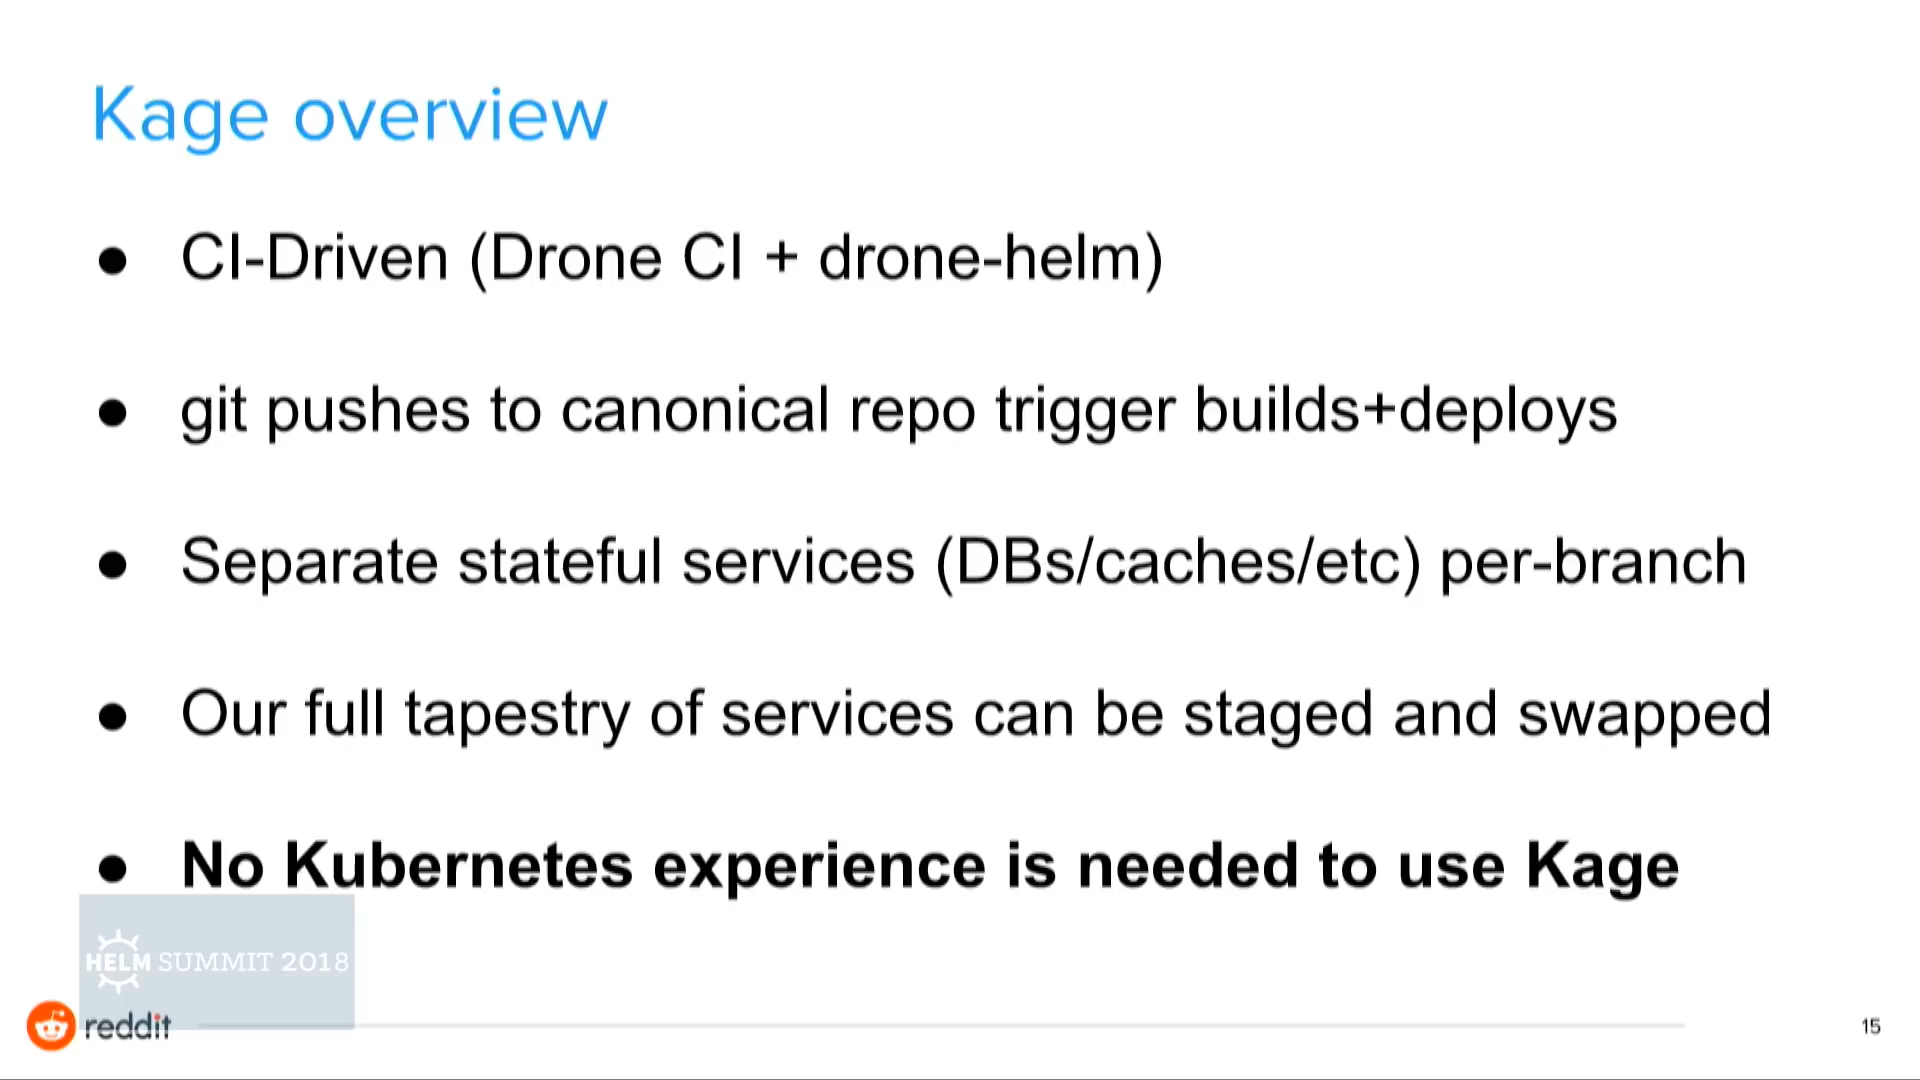 Kage overview
● CI-Driven (Drone CI + drone-helm)
● git pushes to canonical repo trigger builds+deploys
● Separate stateful services (DBs/caches/etc) per-branch
● Our full tapestry of services can be staged and swapped
● No Kubernetes experience is needed to use Kage
HELM SUMMIT 2018
reddit
15